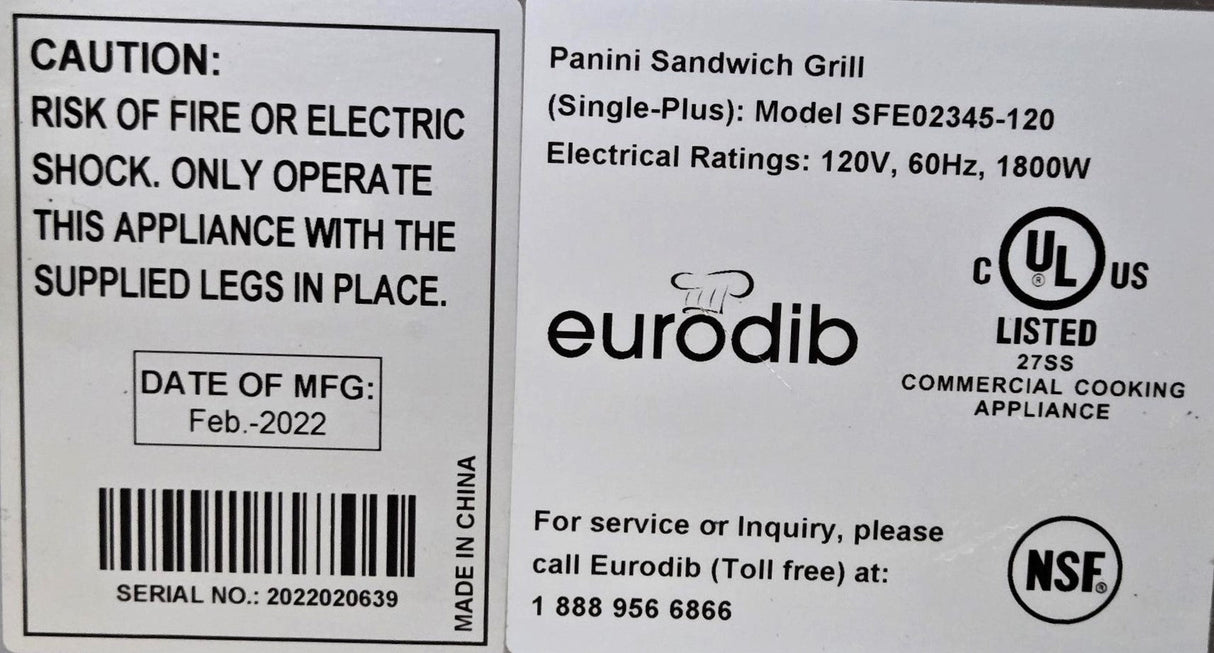 CAUTION:
RISK OF FIRE OR ELECTRIC
SHOCK. ONLY OPERATE
THIS APPLIANCE WITH THE
SUPPLIED LEGS IN PLACE.
DATE OF MFG:
Feb.-2022
SERIAL NO.: 2022020639
MADE IN CHINA
Panini Sandwich Grill
(Single-Plus): Model SFE02345-120
Electrical Ratings: 120V, 60Hz, 1800W
eurodib
C UL ® US
LISTED
27SS
COMMERCIAL COOKING
APPLIANCE
For service or Inquiry, please
call Eurodib (Toll free) at:
1 888 956 6866
NSF®